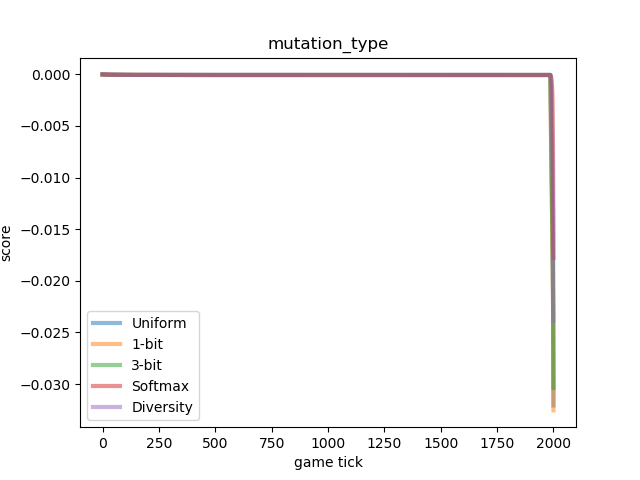 mutation_type
0.000
−0.005
−0.010
−0.015
−0.020
−0.025
−0.030
score
Uniform
1-bit
3-bit
Softmax
Diversity
0 250 500 750 1000 1250 1500 1750 2000
game tick